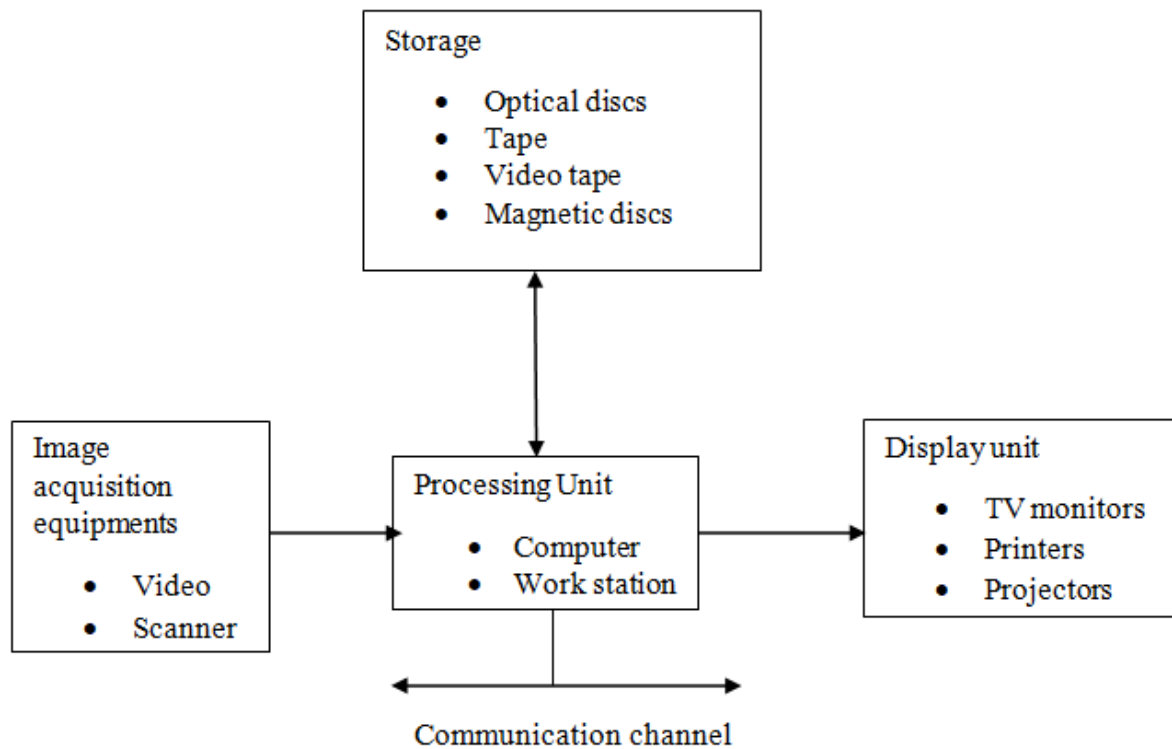 Storage
• Optical discs
• Tape
• Video tape
• Magnetic discs
Image
acquisition
equipments
• Video
• Scanner
Processing Unit
• Computer
• Work station
Display unit
• TV monitors
• Printers
• Projectors
Communication channel